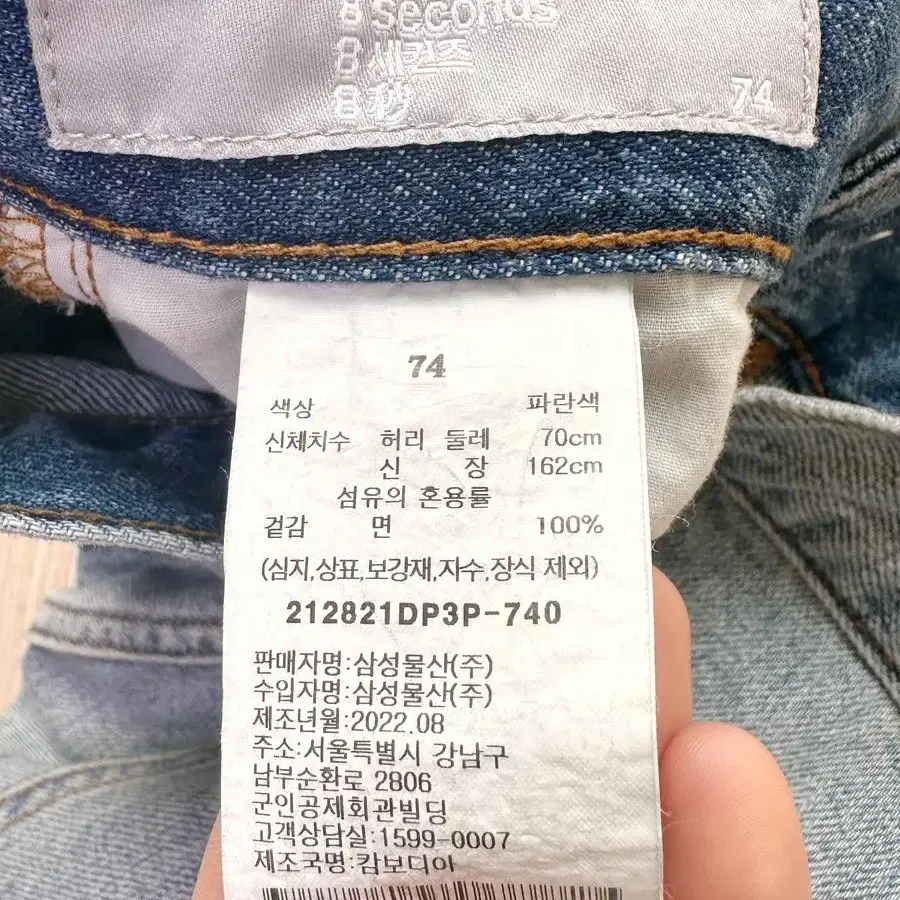 8seconds
8세컨즈
8秒
74
74
색상 파란색
신체치수 허리 둘레 70cm
신 장 162cm
섬유의 혼용률
겉감 면 100%
(심지,상표,보강재,자수,장식 제외)
212821DP3P-740
판매자명:삼성물산(주)
수입자명:삼성물산(주)
제조년월:2022.08
주소:서울특별시 강남구
남부순환로 2806
군인공제회관빌딩
고객상담실:1599-0007
제조국명:캄보디아